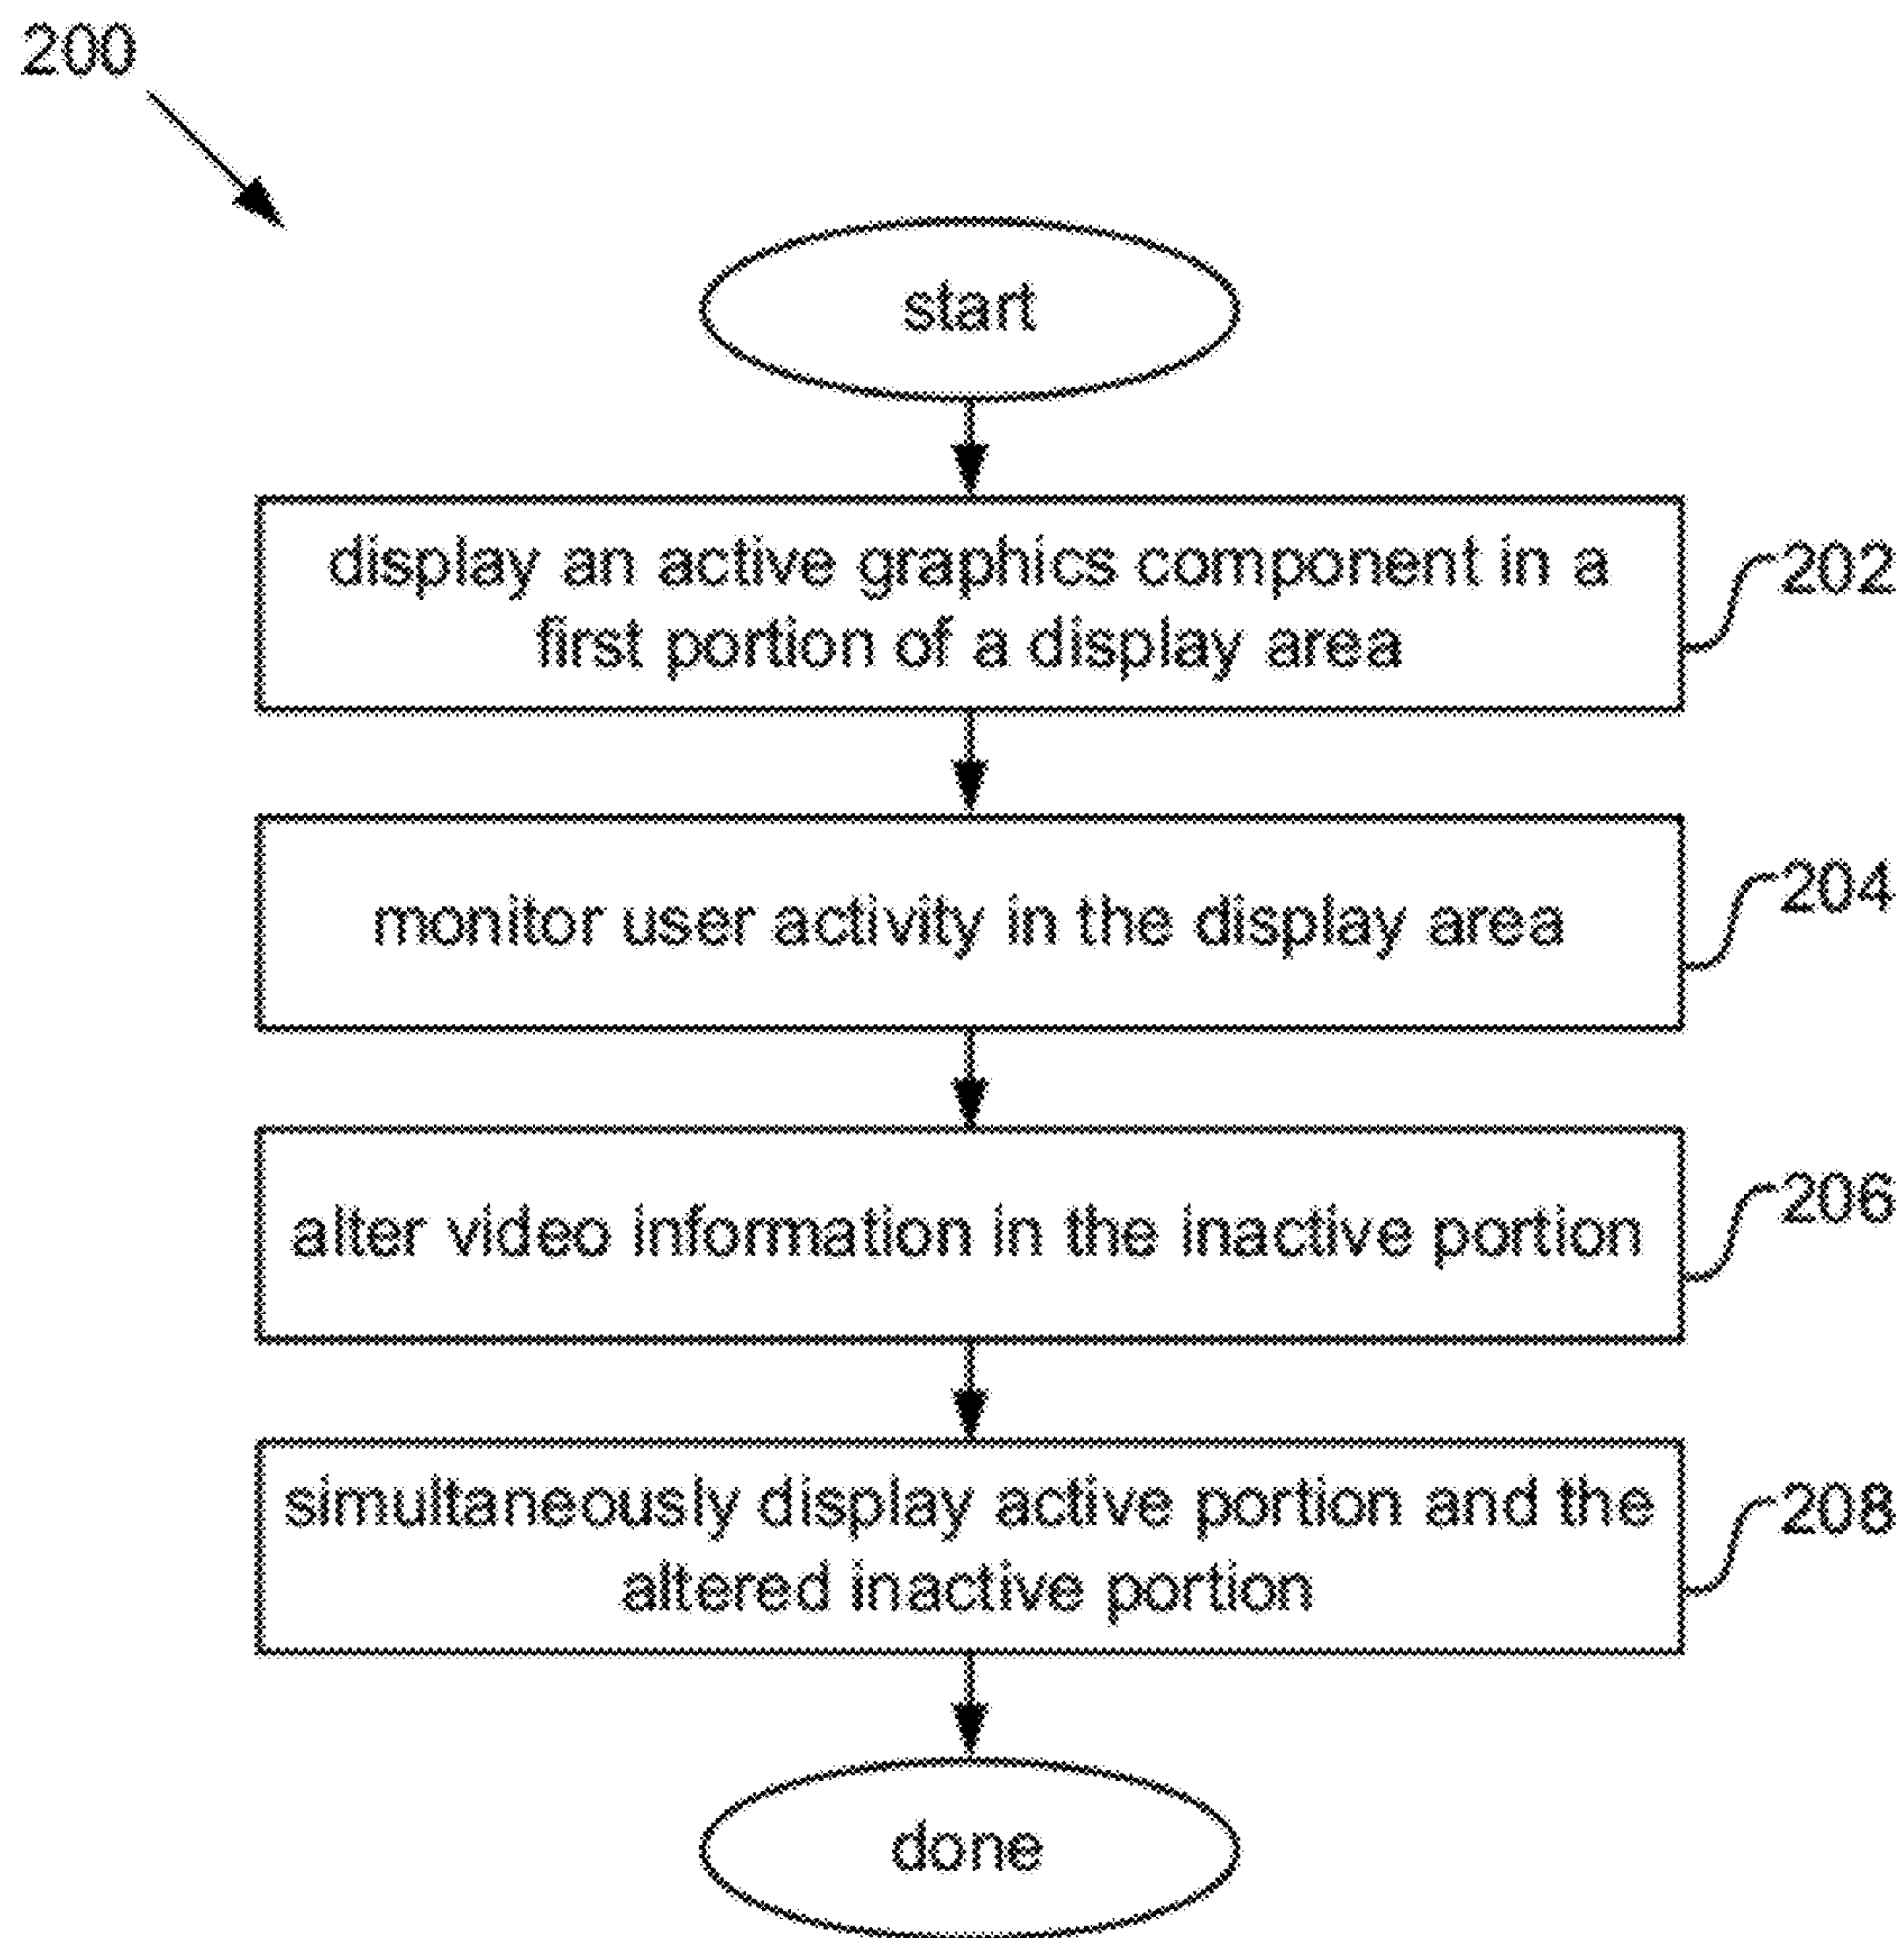 200
start
display an active graphics component in a
first portion of a display area
202
monitor user activity in the display area
204
alter video information in the inactive portion
206
simultaneously display active portion and the
altered inactive portion
208
done